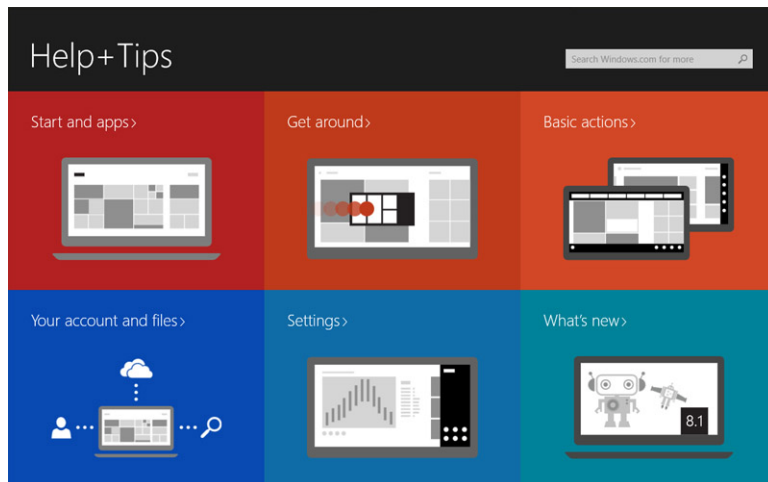 Help+Tips
Search Windows.com for more
Start and apps>
Get around>
Basic actions>
Your account and files>
Settings>
What's new>
8.1